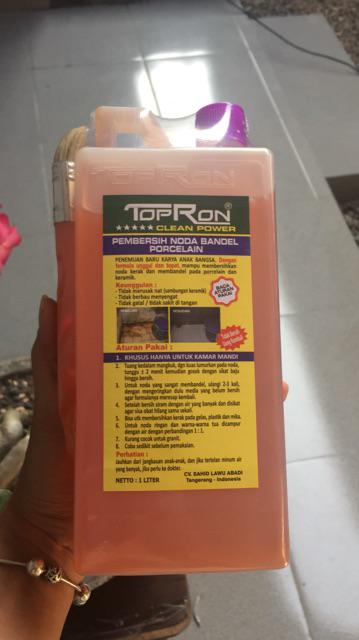 TOPRON
TOPRON
★★★★★ CLEAN POWER
PEMBERSIH NODA BANDEL
PORCELAIN
PENEMUAN BARU KARYA ANAK BANGSA. Dengan
formula unggul dan topat, mampu membersihkan
noda kerak dan membandel pada porcelain dan
keramik.
Keunggulan :
- Tidak merusak nat (sambungan keramik)
- Tidak berbau menyengat
- Tidak gatal / tidak sakit di tangan
BACA
ATURAN
PAKAI
Aturan Pakai :
1. KHUSUS HANYA UNTUK KAMAR MANDI
2. Tuang kedalam mangkuk, dgn kuas lumurkan pada noda,
tunggu ± 2 menit kemudian gosok dengan sikat baja
hingga bersih.
3. Untuk noda yang sangat membandel, ulangi 2-3 kali,
dengan mengeringkan dulu media yang belum bersih
agar formulanya meresap kembali.
4. Setelah bersih siram dengan air yang banyak dan disikat
agar sisa obat hilang sama sekali.
5. Bisa utk membersihkan kerak pada gelas, plastik dan mika.
6. Untuk noda ringan dan warna-warna tua dicampur
dengan air dengan perbandingan 1 : 1.
7. Kurang cocok untuk granit.
8. Coba sedikit sebelum pemakaian.
Perhatian :
Jauhkan dari jangkauan anak-anak, dan jika tertelan minum air
yang banyak, jika perlu ke dokter.
NETTO : 1 LITER
CV. SAHID LAWU ABADI
Tangerang - Indonesia